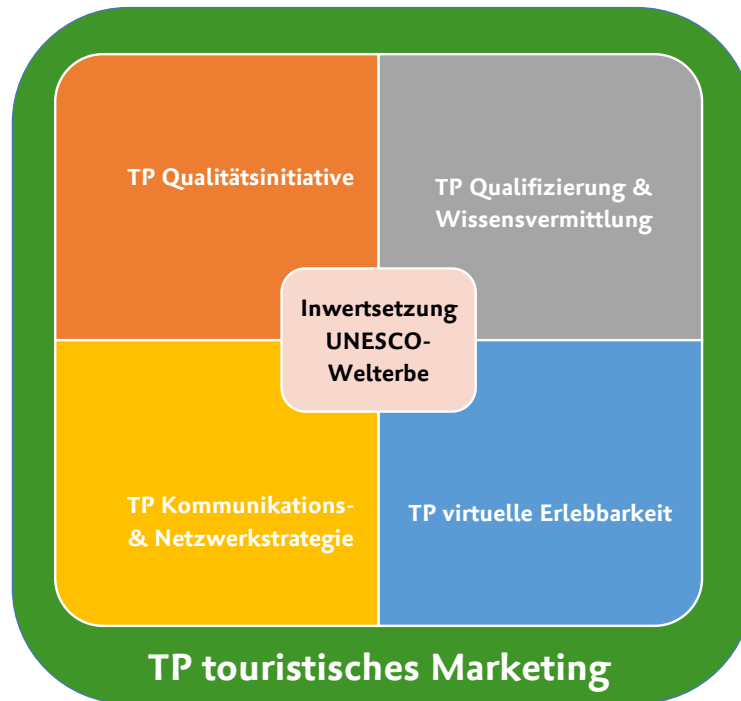 TP Qualitätsinitiative
TP Qualifizierung &
Wissensvermittlung
Inwertsetzung
UNESCO-
Welterbe
TP Kommunikations-
& Netzwerkstrategie
TP virtuelle Erlebbarkeit
TP touristisches Marketing